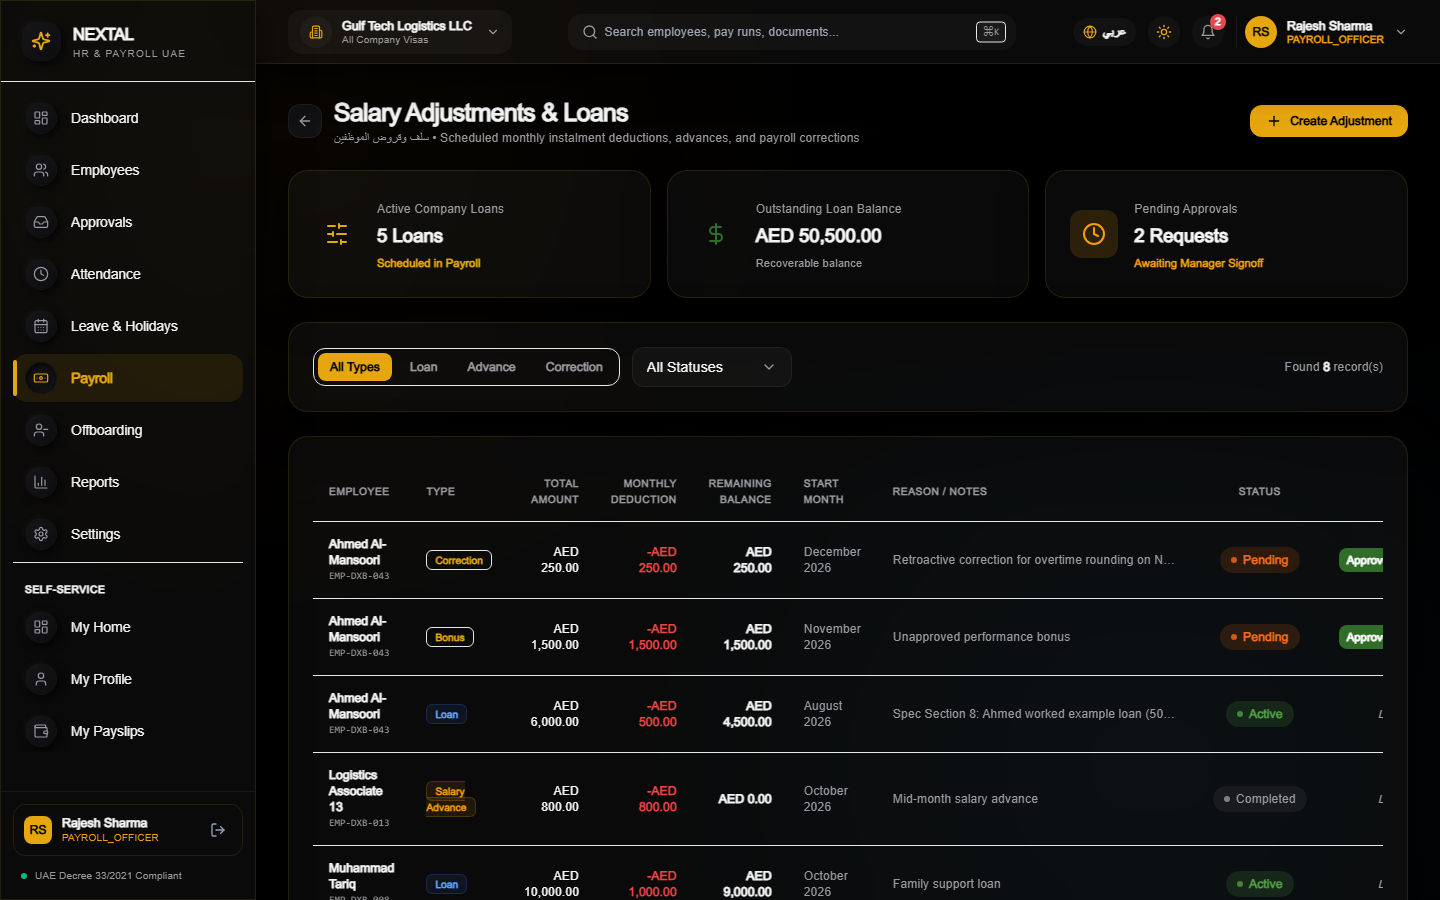 NEXTAL
HR & PAYROLL UAE
Gulf Tech Logistics LLC
All Company Visas
Search employees, pay runs, documents...
⌘K
عربي
2
RS
Rajesh Sharma
PAYROLL_OFFICER
Dashboard
Employees
Approvals
Attendance
Leave & Holidays
Payroll
Offboarding
Reports
Settings
SELF-SERVICE
My Home
My Profile
My Payslips
RS
Rajesh Sharma
PAYROLL_OFFICER
UAE Decree 33/2021 Compliant
Salary Adjustments & Loans
سلف وقروض الموظفين • Scheduled monthly instalment deductions, advances, and payroll corrections
Create Adjustment
Active Company Loans
5 Loans
Scheduled in Payroll
Outstanding Loan Balance
AED 50,500.00
Recoverable balance
Pending Approvals
2 Requests
Awaiting Manager Signoff
All Types
Loan
Advance
Correction
All Statuses
Found 8 record(s)
EMPLOYEE
TYPE
TOTAL
AMOUNT
MONTHLY
DEDUCTION
REMAINING
BALANCE
START
MONTH
REASON / NOTES
STATUS
Ahmed Al-
Mansoori
EMP-DXB-043
Correction
AED
250.00
-AED
250.00
AED
250.00
December
2026
Retroactive correction for overtime rounding on N...
Pending
Approv
Ahmed Al-
Mansoori
EMP-DXB-043
Bonus
AED
1,500.00
-AED
1,500.00
AED
1,500.00
November
2026
Unapproved performance bonus
Pending
Approv
Ahmed Al-
Mansoori
EMP-DXB-043
Loan
AED
6,000.00
-AED
500.00
AED
4,500.00
August
2026
Spec Section 8: Ahmed worked example loan (50...
Active
Logistics
Associate
13
EMP-DXB-013
Salary
Advance
AED
800.00
-AED
800.00
AED 0.00
October
2026
Mid-month salary advance
Completed
Muhammad
Tariq
EMP-DXB-008
Loan
AED
10,000.00
-AED
1,000.00
AED
9,000.00
October
2026
Family support loan
Active